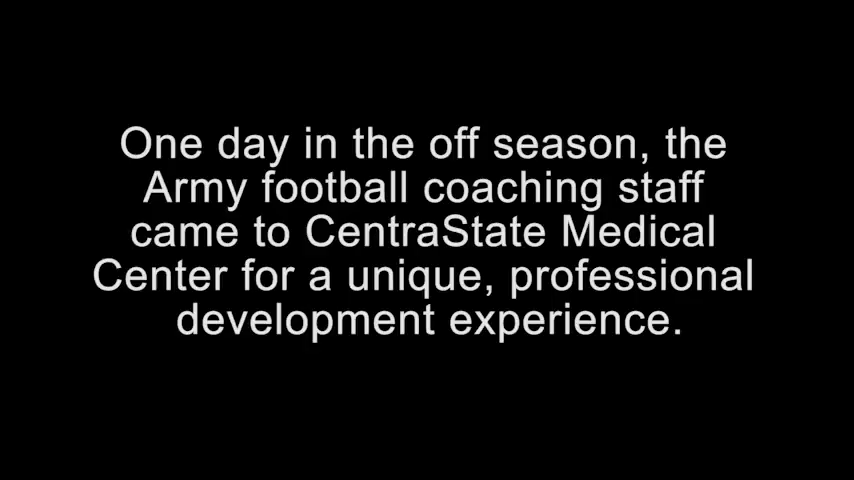 One day in the off season, the
Army football coaching staff
came to CentraState Medical
Center for a unique, professional
development experience.